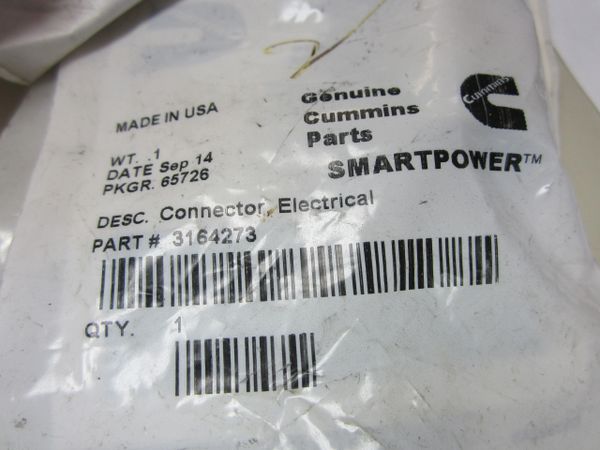 MADE IN USA
WT. .1
DATE Sep 14
PKGR. 65726
Genuine
Cummins
Parts
Cummins
SMARTPOWER™
DESC. Connector, Electrical
PART # 3164273
QTY. 1